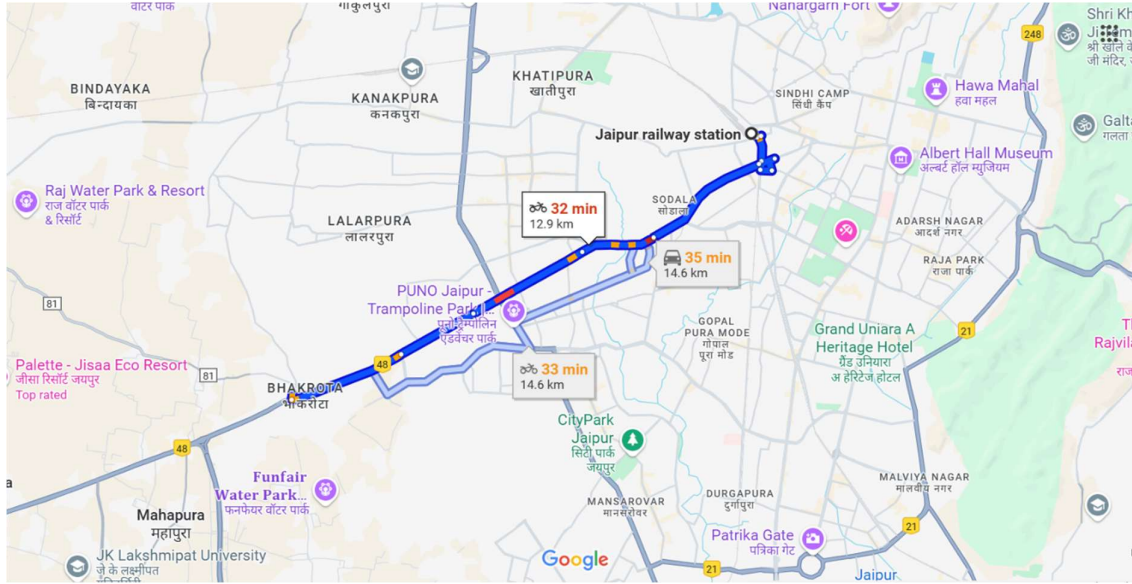 वाटर पार्क
गोकुलपुरा
Nahargarh Fort
248
Shri Kh
श्री खोले के
जी मंदिर,
BINDAYAKA
बिन्दायका
KANAKPURA
कनकपुरा
KHATIPURA
खातीपुरा
SINDHI CAMP
सिंधी कैंप
Hawa Mahal
हवा महल
Jaipur railway station
Galta
गलता
Albert Hall Museum
अल्बर्ट हॉल म्युजियम
Raj Water Park & Resort
राज वॉटर पार्क
& रिसॉर्ट
32 min
12.9 km
SODALA
सोडाला
LALARPURA
लालरपुरा
ADARSH NAGAR
आदर्श नगर
35 min
14.6 km
RAJA PARK
राजा पार्क
PUNO Jaipur -
Trampoline Park |...
पुनो ट्रैम्पोलिन
एडवेंचर पार्क
81
GOPAL
PURA MODE
गोपाल
पूरा मोड
Grand Uniara A
Heritage Hotel
ग्रैंड उनियारा
अ हेरिटेज होटल
21
Rajvila
Palette - Jisaa Eco Resort
जीसा रिसॉर्ट जयपुर
Top rated
81
48
33 min
14.6 km
BHAKROTA
भांकरोटा
CityPark
Jaipur
सिटी पार्क
जयपुर
48
Funfair
Water Park...
फनफेयर वॉटर पार्क
MALVIYA NAGAR
मालवीय नगर
DURGAPURA
दुर्गापुरा
MANSAROVAR
मानसरोवर
Mahapura
महापुरा
21
Patrika Gate
पत्रिका गेट
JK Lakshmipat University
जे के लक्ष्मीपत
Google
21
Jaipur